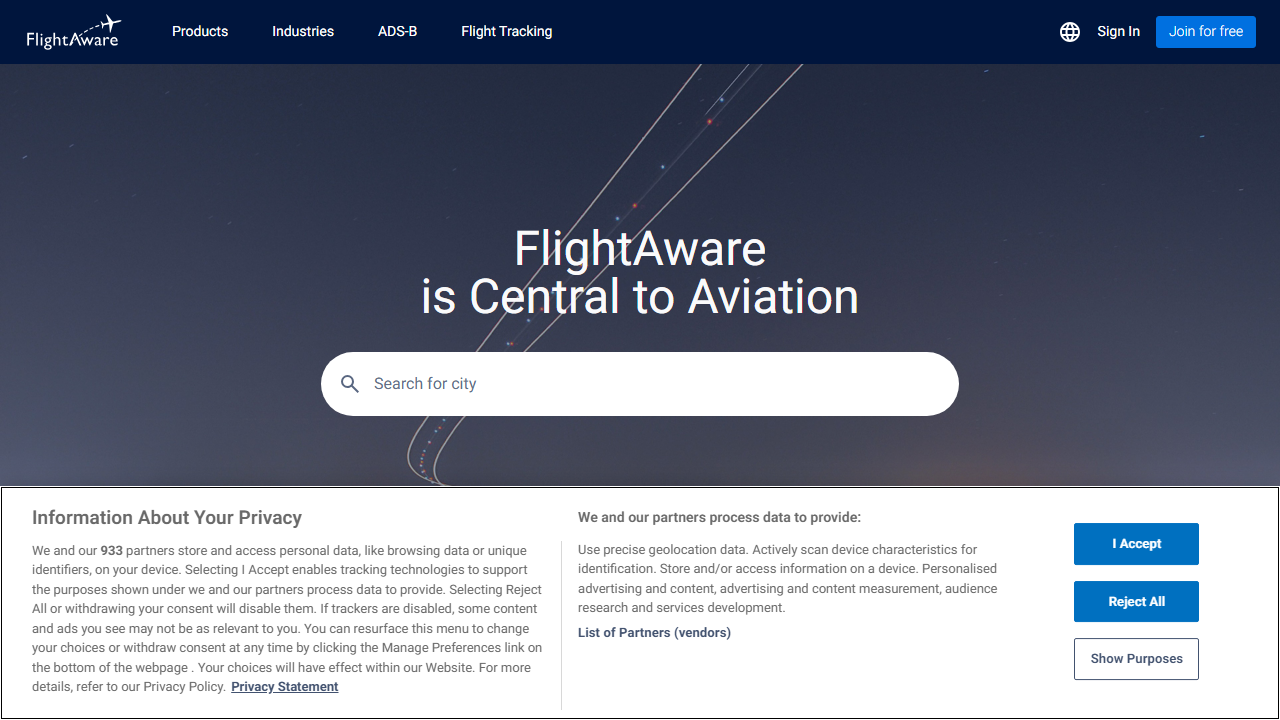 FlightAware
Products
Industries
ADS-B
Flight Tracking
Sign In
Join for free
FlightAware
is Central to Aviation
Search for city
Information About Your Privacy
We and our 933 partners store and access personal data, like browsing data or unique
identifiers, on your device. Selecting I Accept enables tracking technologies to support
the purposes shown under we and our partners process data to provide. Selecting Reject
All or withdrawing your consent will disable them. If trackers are disabled, some content
and ads you see may not be as relevant to you. You can resurface this menu to change
your choices or withdraw consent at any time by clicking the Manage Preferences link on
the bottom of the webpage . Your choices will have effect within our Website. For more
details, refer to our Privacy Policy. Privacy Statement
We and our partners process data to provide:
Use precise geolocation data. Actively scan device characteristics for
identification. Store and/or access information on a device. Personalised
advertising and content, advertising and content measurement, audience
research and services development.
List of Partners (vendors)
I Accept
Reject All
Show Purposes